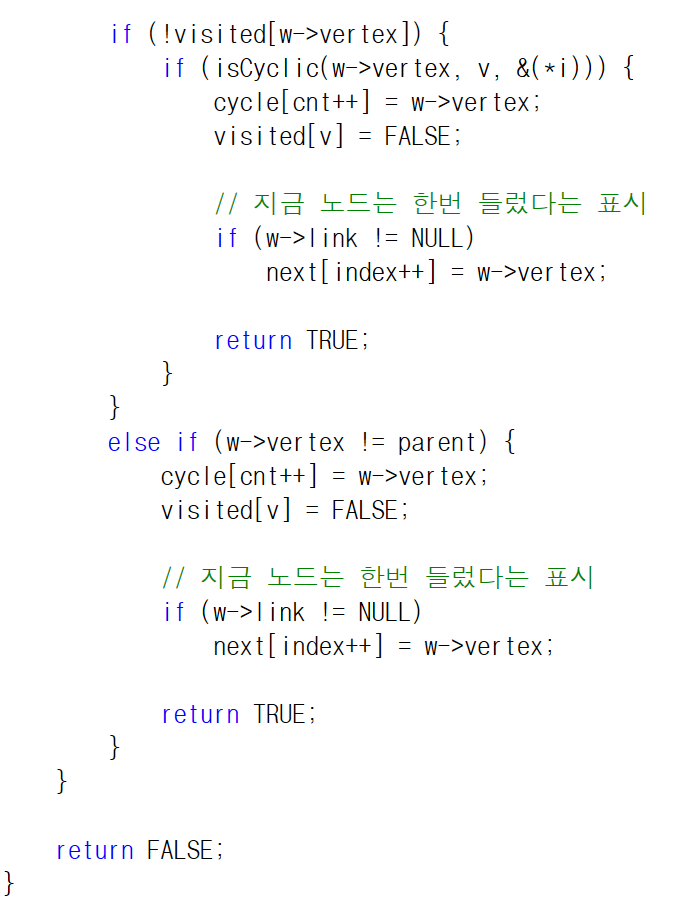 if (!visited[w->vertex]) {
if (isCyclic(w->vertex, v, &(*i))) {
cycle[cnt++] = w->vertex;
visited[v] = FALSE;
// 지금 노드는 한번 들렀다는 표시
if (w->link != NULL)
next[index++] = w->vertex;
return TRUE;
}
}
else if (w->vertex != parent) {
cycle[cnt++] = w->vertex;
visited[v] = FALSE;
// 지금 노드는 한번 들렀다는 표시
if (w->link != NULL)
next[index++] = w->vertex;
return TRUE;
}
}
return FALSE;
}